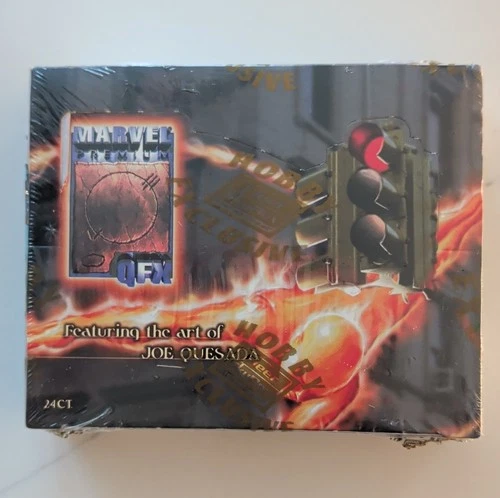 HOBBY
EXCLUSIVE
MARVEL
PREMIUM
QFX
Featuring the art of
JOE QUESADA
HOBBY
24CT.